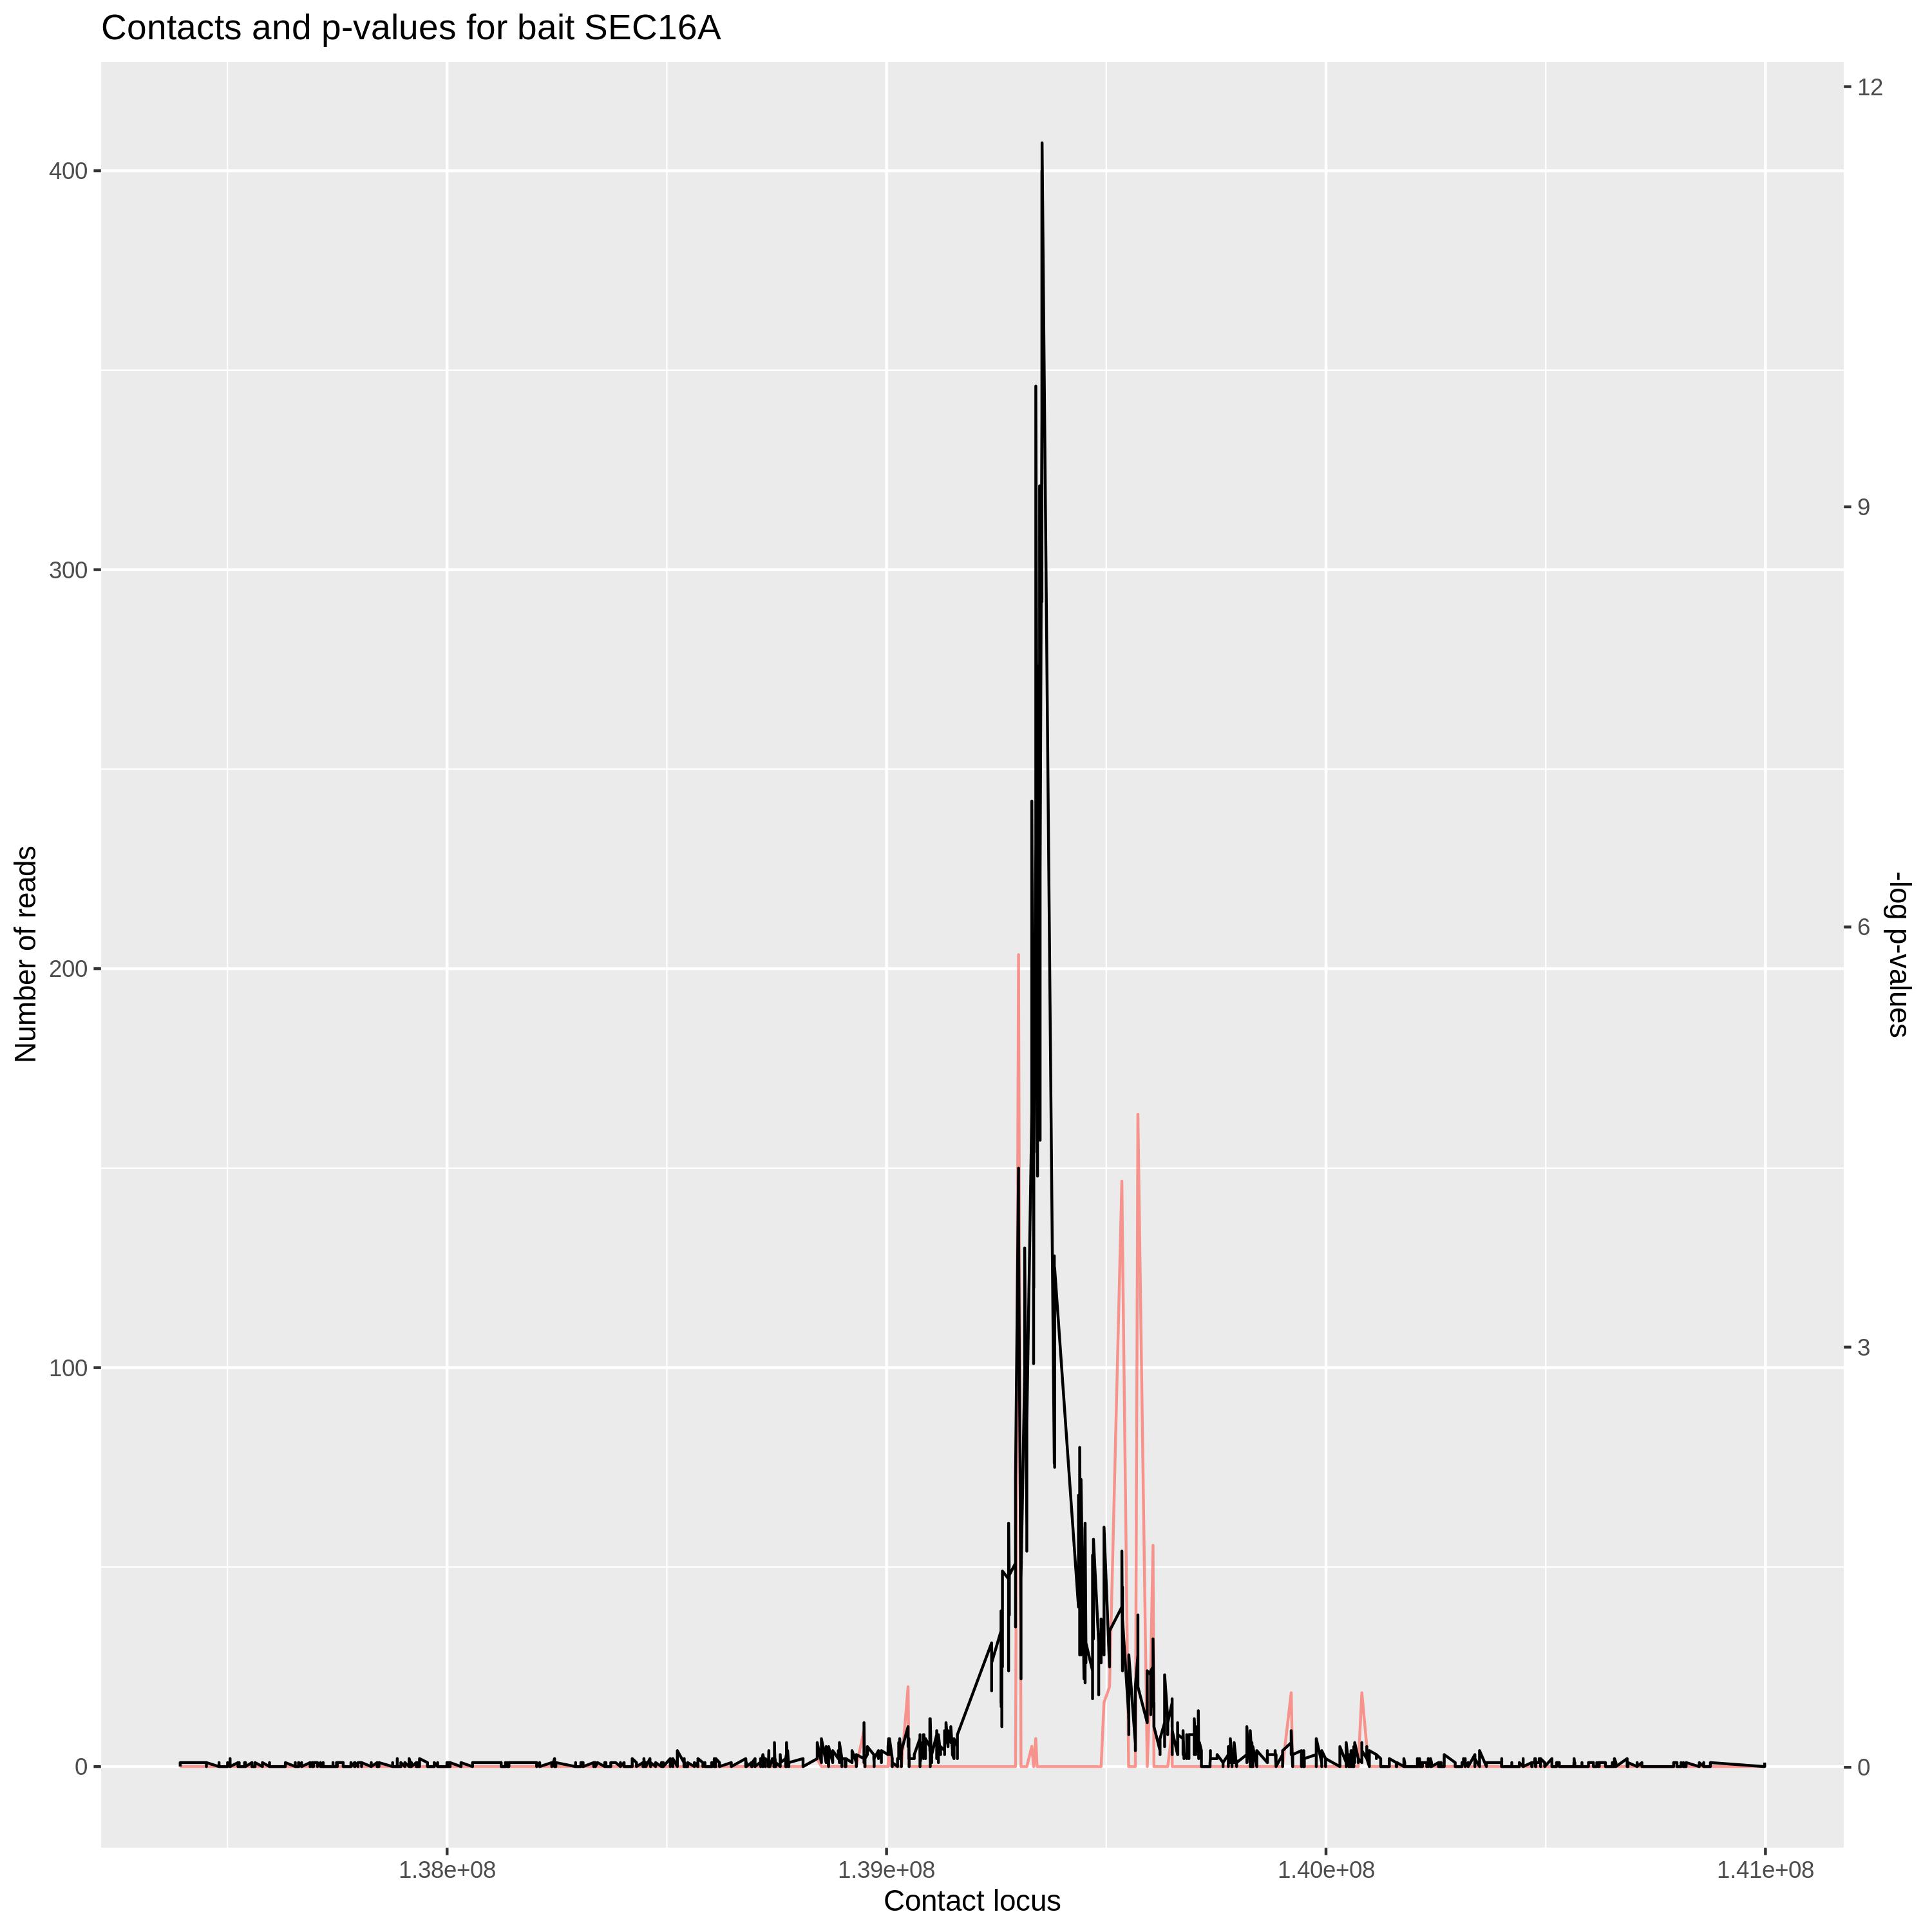 Contacts and p-values for bait SEC16A
Number of reads
400
300
200
100
0
12
9
6
3
0
-log p-values
1.38e+08
1.39e+08
1.40e+08
1.41e+08
Contact locus